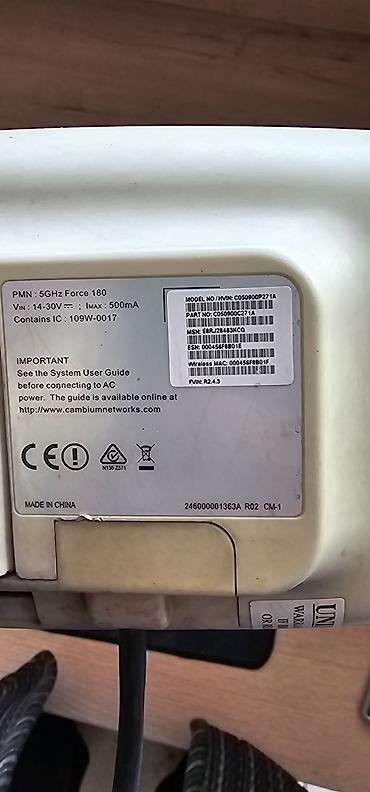 PMN : 5GHz Force 180
VIN : 14-30V ; IMAX : 500mA
Contains IC : 109W-0017
MODEL NO / HVIN: C050900P271A
PART NO: C050900C271A
MSN: E8RJ28483KCQ
ESN: 000456F8B01E
Wireless MAC: 000456F8B01F
FVIN: R2.4.3
IMPORTANT
See the System User Guide
before connecting to AC
power. The guide is available online at
http://www.cambiumnetworks.com
CE
N136 Z571
MADE IN CHINA
246000001363A R02 CM-1